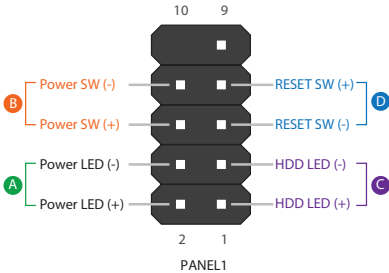 10 9
Power SW (-) RESET SW (+)
B D
Power SW (+) RESET SW (-)
Power LED (-) HDD LED (-)
A C
Power LED (+) HDD LED (+)
2 1
PANEL1